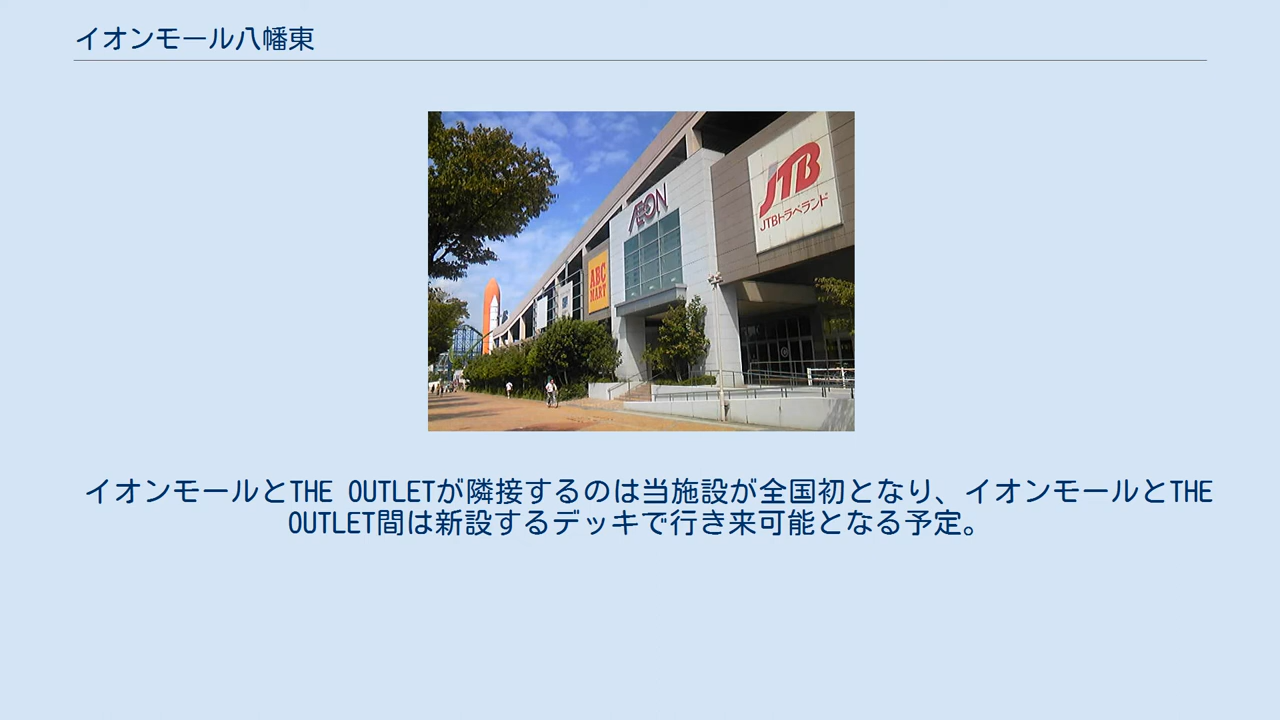 イオンモール八幡東
JTB
JTBトラベランド
ÆON
ABC
MART
イオンモールとTHE OUTLETが隣接するのは当施設が全国初となり、イオンモールとTHE
OUTLET間は新設するデッキで行き来可能となる予定。